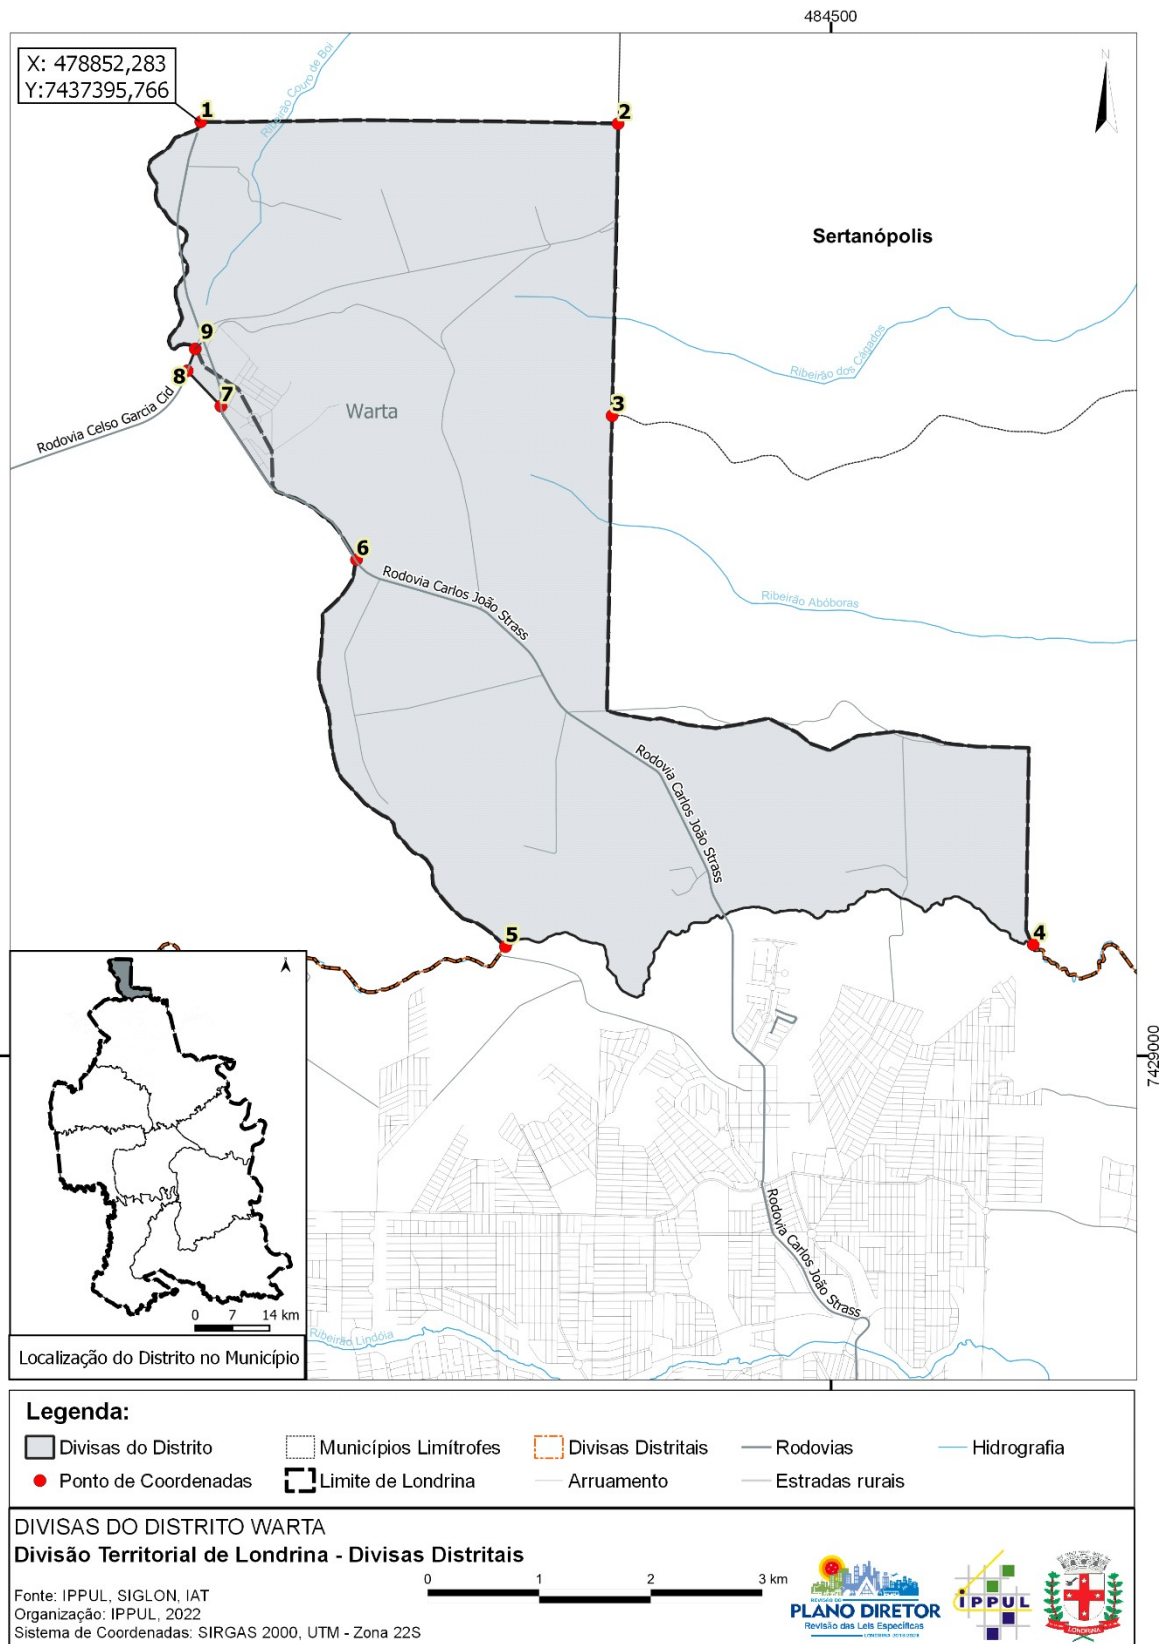 484500
X: 478852,283
Y:7437395,766
N
Ribeirão Couro de Boi
1
2
Sertanópolis
9
8
7
Rodovia Celso Garcia Cid
Warta
Ribeirão dos Cágados
3
6
Rodovia Carlos João Strass
Ribeirão Abóboras
Rodovia Carlos João Strass
5
4
7429000
0 7 14 km
Localização do Distrito no Município
Rodovia Carlos João Strass
Ribeirão Lindóia
Legenda:
Divisas do Distrito
Municípios Limítrofes
Divisas Distritais
Rodovias
Hidrografia
Ponto de Coordenadas
Limite de Londrina
Arruamento
Estradas rurais
DIVISAS DO DISTRITO WARTA
Divisão Territorial de Londrina - Divisas Distritais
Fonte: IPPUL, SIGLON, IAT
Organização: IPPUL, 2022
Sistema de Coordenadas: SIRGAS 2000, UTM - Zona 22S
0 1 2 3 km
PLANO DIRETOR
Revisão das Leis Específicas
IPPUL
LONDRINA